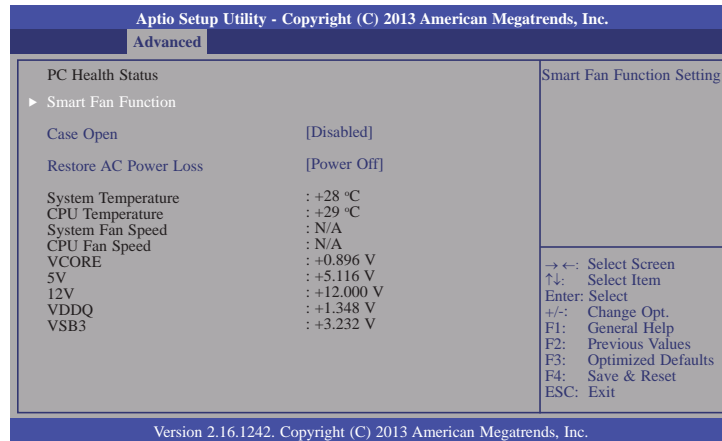 Aptio Setup Utility - Copyright (C) 2013 American Megatrends, Inc.
Advanced
PC Health Status
▶ Smart Fan Function
Case Open [Disabled]
Restore AC Power Loss [Power Off]
System Temperature : +28 °C
CPU Temperature : +29 °C
System Fan Speed : N/A
CPU Fan Speed : N/A
VCORE : +0.896 V
5V : +5.116 V
12V : +12.000 V
VDDQ : +1.348 V
VSB3 : +3.232 V
Smart Fan Function Setting
→←: Select Screen
↑↓: Select Item
Enter: Select
+/-: Change Opt.
F1: General Help
F2: Previous Values
F3: Optimized Defaults
F4: Save & Reset
ESC: Exit
Version 2.16.1242. Copyright (C) 2013 American Megatrends, Inc.